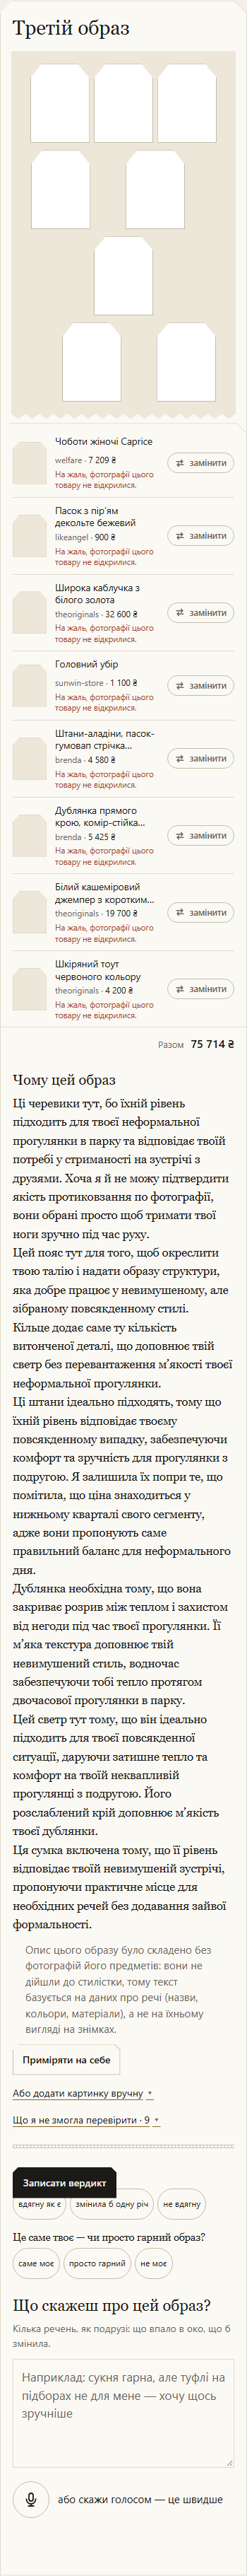 Третій образ
Чоботи жіночі Caprice
welfare · 7 209 ₴
На жаль, фотографії цього
товару не відкрилися.
замінити
Пасок з пір'ям
декольте бежевий
likeangel · 900 ₴
На жаль, фотографії цього
товару не відкрилися.
замінити
Широка каблучка з
білого золота
theoriginals · 32 600 ₴
На жаль, фотографії цього
товару не відкрилися.
замінити
Головний убір
sunwin-store · 1 100 ₴
На жаль, фотографії цього
товару не відкрилися.
замінити
Штани-аладіни, пасок-
гумовап стрічка...
brenda · 4 580 ₴
На жаль, фотографії цього
товару не відкрилися.
замінити
Дублянка прямого
крою, комір-стійка...
brenda · 5 425 ₴
На жаль, фотографії цього
товару не відкрилися.
замінити
Білий кашеміровий
джемпер з коротким...
theoriginals · 19 700 ₴
На жаль, фотографії цього
товару не відкрилися.
замінити
Шкіряний тоут
червоного кольору
theoriginals · 4 200 ₴
На жаль, фотографії цього
товару не відкрилися.
замінити
Разом 75 714 ₴
Чому цей образ
Ці черевики тут, бо їхній рівень
підходить для твоєї неформальної
прогулянки в парку та відповідає твоїй
потребі у стриманості на зустрічі з
друзями. Хоча я й не можу підтвердити
якість протиковзання по фотографії,
вони обрані просто щоб тримати твої
ноги зручно під час руху.
Цей пояс тут для того, щоб окреслити
твою талію і надати образу структури,
яка добре працює у невимушеному, але
зібраному повсякденному стилі.
Кільце додає саме ту кількість
витонченої деталі, що доповнює твій
светр без перевантаження м'якості твоєї
неформальної прогулянки.
Ці штани ідеально підходять, тому що
їхній рівень відповідає твоєму
повсякденному випадку, забезпечуючи
комфорт та зручність для прогулянки з
подругою. Я залишила їх попри те, що
помітила, що ціна знаходиться у
нижньому кварталі свого сегменту,
адже вони пропонують саме
правильний баланс для неформального
дня.
Дублянка необхідна тому, що вона
закриває розрив між теплом і захистом
від негоди під час твоєї прогулянки. Її
м'яка текстура доповнює твій
невимушений стиль, водночас
забезпечуючи тобі тепло протягом
двочасової прогулянки в парку.
Цей светр тут тому, що він ідеально
підходить для твоєї повсякденної
ситуації, даруючи затишне тепло та
комфорт на твоїй неквапливій
прогулянці з подругою. Його
розслаблений крій доповнює м'якість
твоєї дублянки.
Ця сумка включена тому, що її рівень
відповідає твоїй невимушеній зустрічі,
пропонуючи практичне місце для
необхідних речей без додавання зайвої
формальності.
Опис цього образу було складено без
фотографій його предметів: вони не
дійшли до стилістки, тому текст
базується на даних про речі (назви,
кольори, матеріали), а не на їхньому
вигляді на знімках.
Приміряти на себе
Або додати картинку вручну
Що я не змогла перевірити · 9
Записати вердикт
вдягну як є
змінила б одну річ
не вдягну
Це саме твоє — чи просто гарний образ?
саме моє
просто гарний
не моє
Що скажеш про цей образ?
Кілька речень, як подрузі: що впало в око, що б
змінила.
Наприклад: сукня гарна, але туфлі на
підборах не для мене — хочу щось
зручніше
або скажи голосом — це швидше